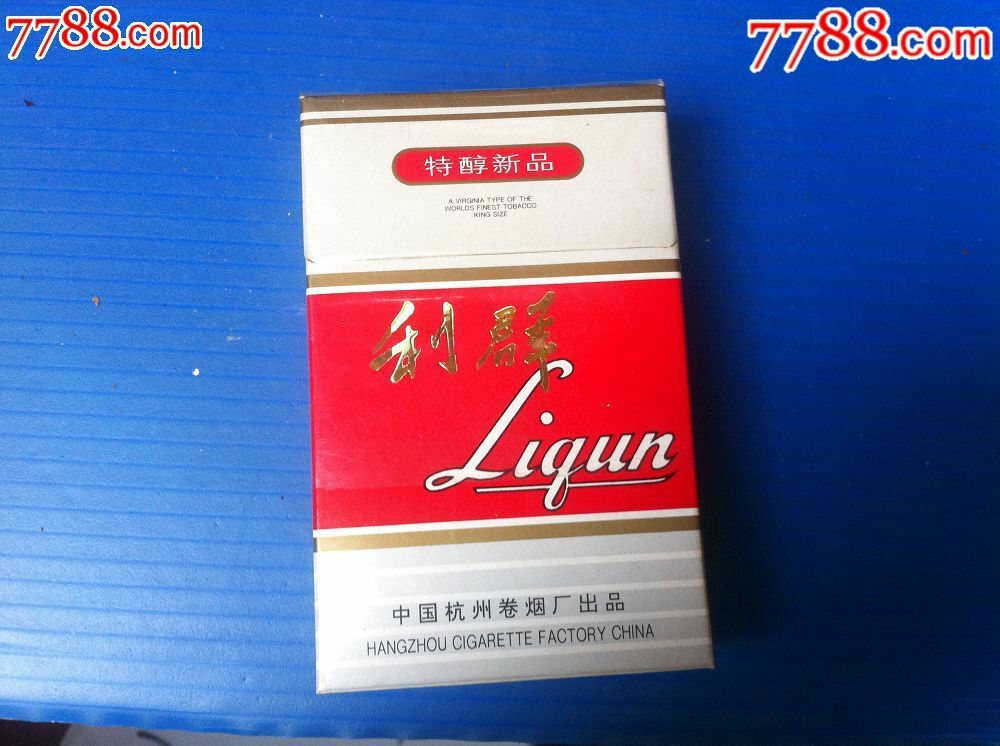 7788.com
7788.com
特醇新品
A VIRGINIA TYPE OF THE
WORLDS FINEST TOBACCO
KING SIZE
利群
Liqun
中国杭州卷烟厂出品
HANGZHOU CIGARETTE FACTORY CHINA